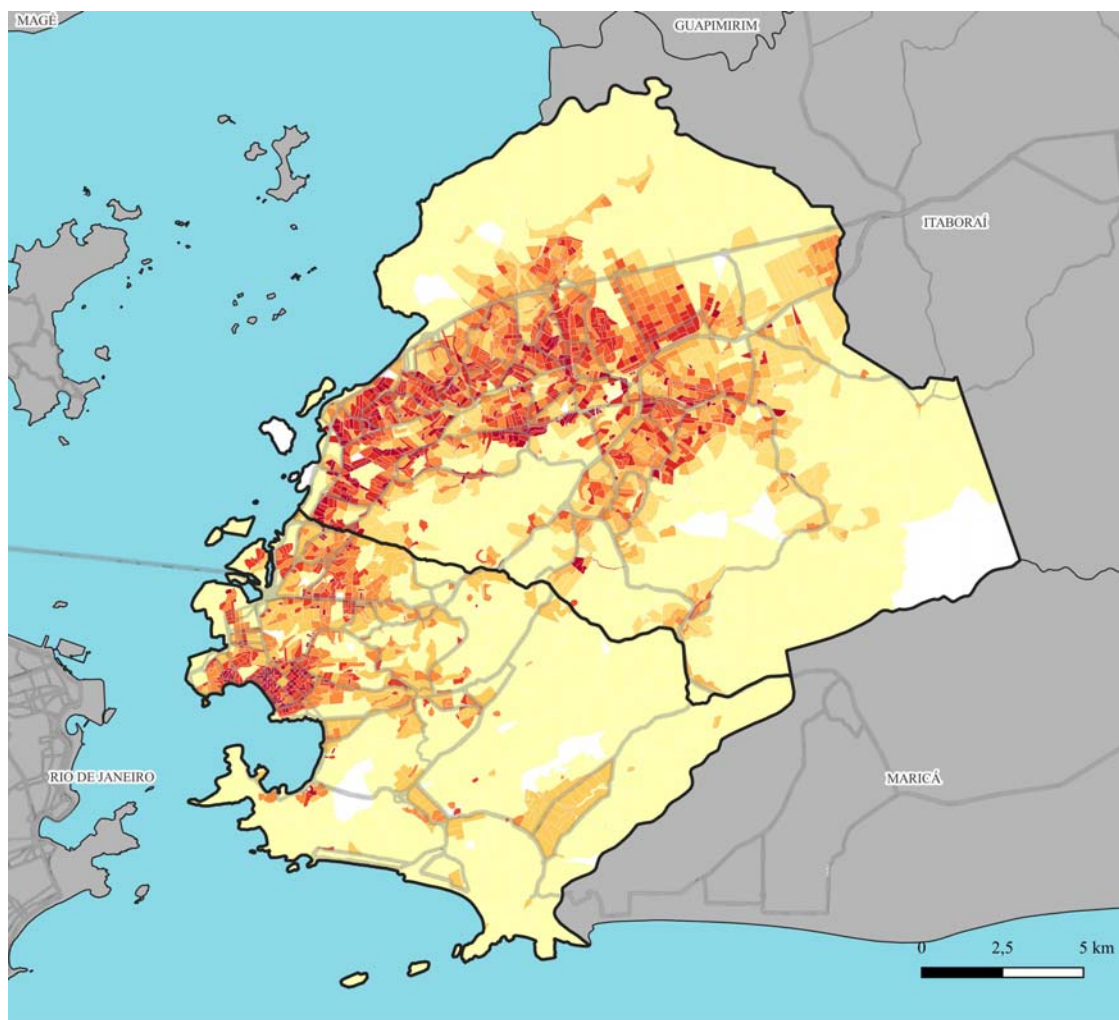 MAGÉ
GUAPIMIRIM
ITABORAÍ
RIO DE JANEIRO
MARICÁ
0 2,5 5 km